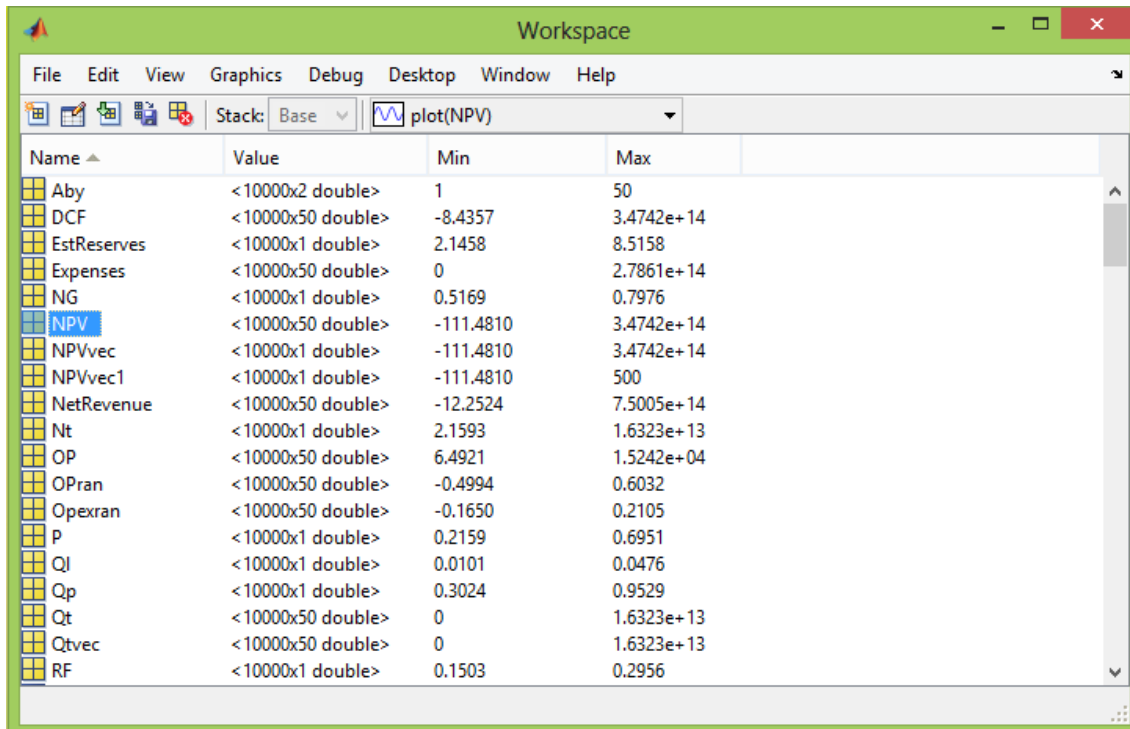 Workspace
File Edit View Graphics Debug Desktop Window Help
Stack: Base plot(NPV)
Name Value Min Max
Aby <10000x2 double> 1 50
DCF <10000x50 double> -8.4357 3.4742e+14
EstReserves <10000x1 double> 2.1458 8.5158
Expenses <10000x50 double> 0 2.7861e+14
NG <10000x1 double> 0.5169 0.7976
NPV <10000x50 double> -111.4810 3.4742e+14
NPVvec <10000x1 double> -111.4810 3.4742e+14
NPVvec1 <10000x1 double> -111.4810 500
NetRevenue <10000x50 double> -12.2524 7.5005e+14
Nt <10000x1 double> 2.1593 1.6323e+13
OP <10000x50 double> 6.4921 1.5242e+04
OPran <10000x50 double> -0.4994 0.6032
Opexran <10000x50 double> -0.1650 0.2105
P <10000x1 double> 0.2159 0.6951
Ql <10000x1 double> 0.0101 0.0476
Qp <10000x1 double> 0.3024 0.9529
Qt <10000x50 double> 0 1.6323e+13
Qtvec <10000x50 double> 0 1.6323e+13
RF <10000x1 double> 0.1503 0.2956